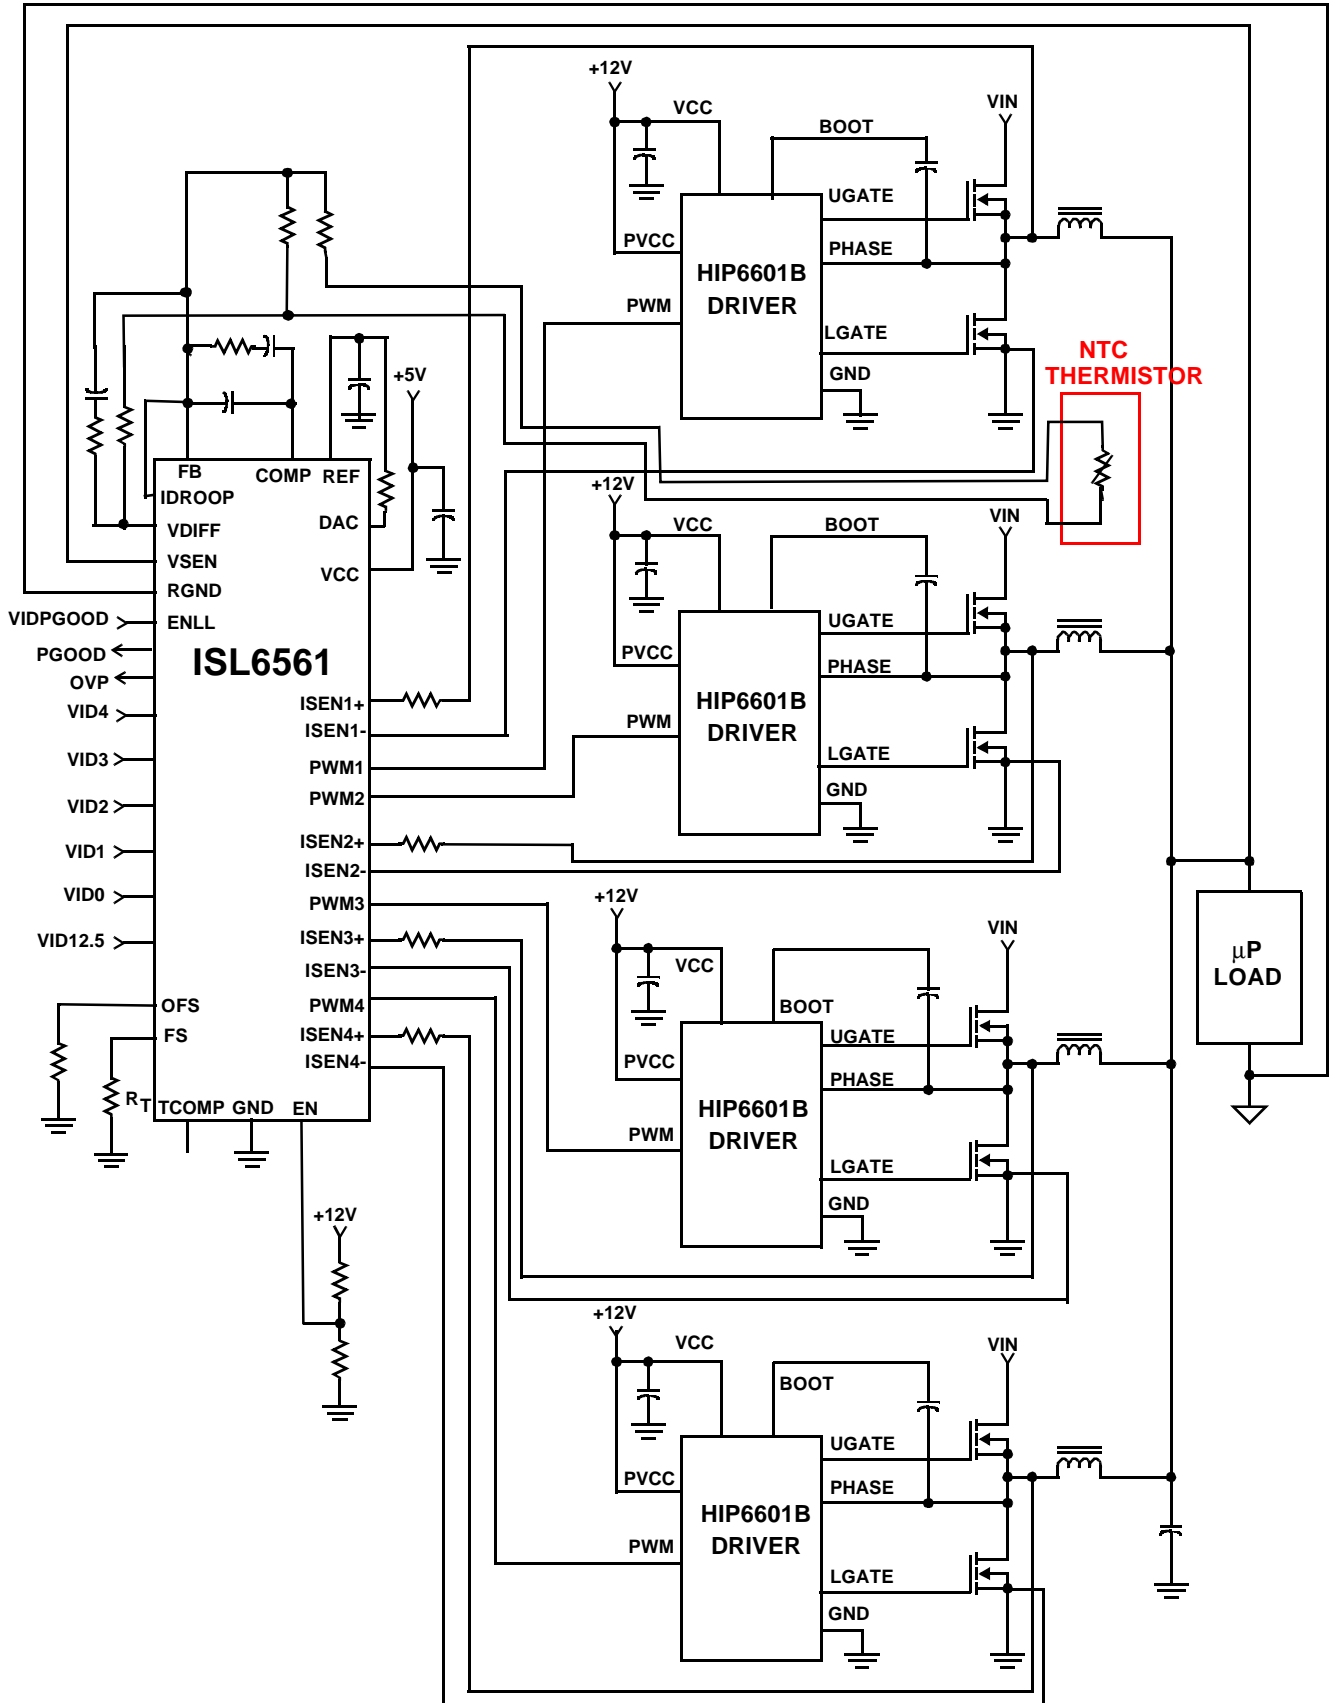 +12V
VCC
BOOT
VIN
UGATE
PVCC
PHASE
HIP6601B
DRIVER
PWM
LGATE
GND
NTC
THERMISTOR
+5V
FB
COMP
REF
IDROOP
DAC
VDIFF
VSEN
VCC
RGND
VIDPGOOD
ENLL
PGOOD
ISL6561
OVP
VID4
VID3
VID2
VID1
VID0
VID12.5
OFS
FS
RT
TCOMP
GND
EN
ISEN1+
ISEN1-
PWM1
PWM2
ISEN2+
ISEN2-
PWM3
ISEN3+
ISEN3-
PWM4
ISEN4+
ISEN4-
+12V
+12V
VCC
BOOT
VIN
UGATE
PVCC
PHASE
HIP6601B
DRIVER
PWM
LGATE
GND
+12V
VCC
BOOT
VIN
UGATE
PVCC
PHASE
HIP6601B
DRIVER
PWM
LGATE
GND
μP
LOAD
+12V
VCC
BOOT
VIN
UGATE
PVCC
PHASE
HIP6601B
DRIVER
PWM
LGATE
GND